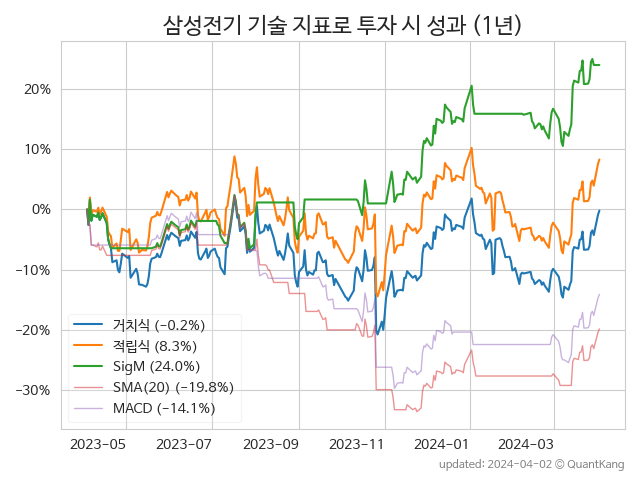 삼성전기 기술 지표로 투자 시 성과 (1년)
20%
10%
0%
−10%
−20%
−30%
거치식 (−0.2%)
적립식 (8.3%)
SigM (24.0%)
SMA(20) (−19.8%)
MACD (−14.1%)
2023-05 2023-07 2023-09 2023-11 2024-01 2024-03
updated: 2024-04-02 © QuantKang